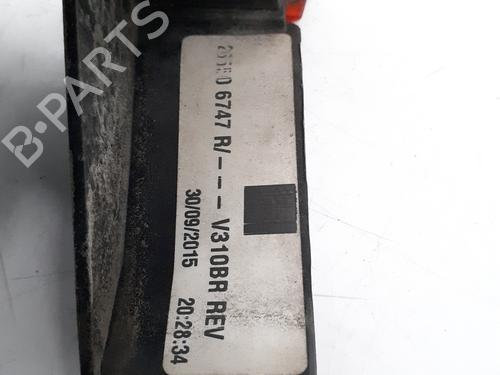 6747 R/- - - V310BR REV
30/09/2015 20:28:34
B-PARTS